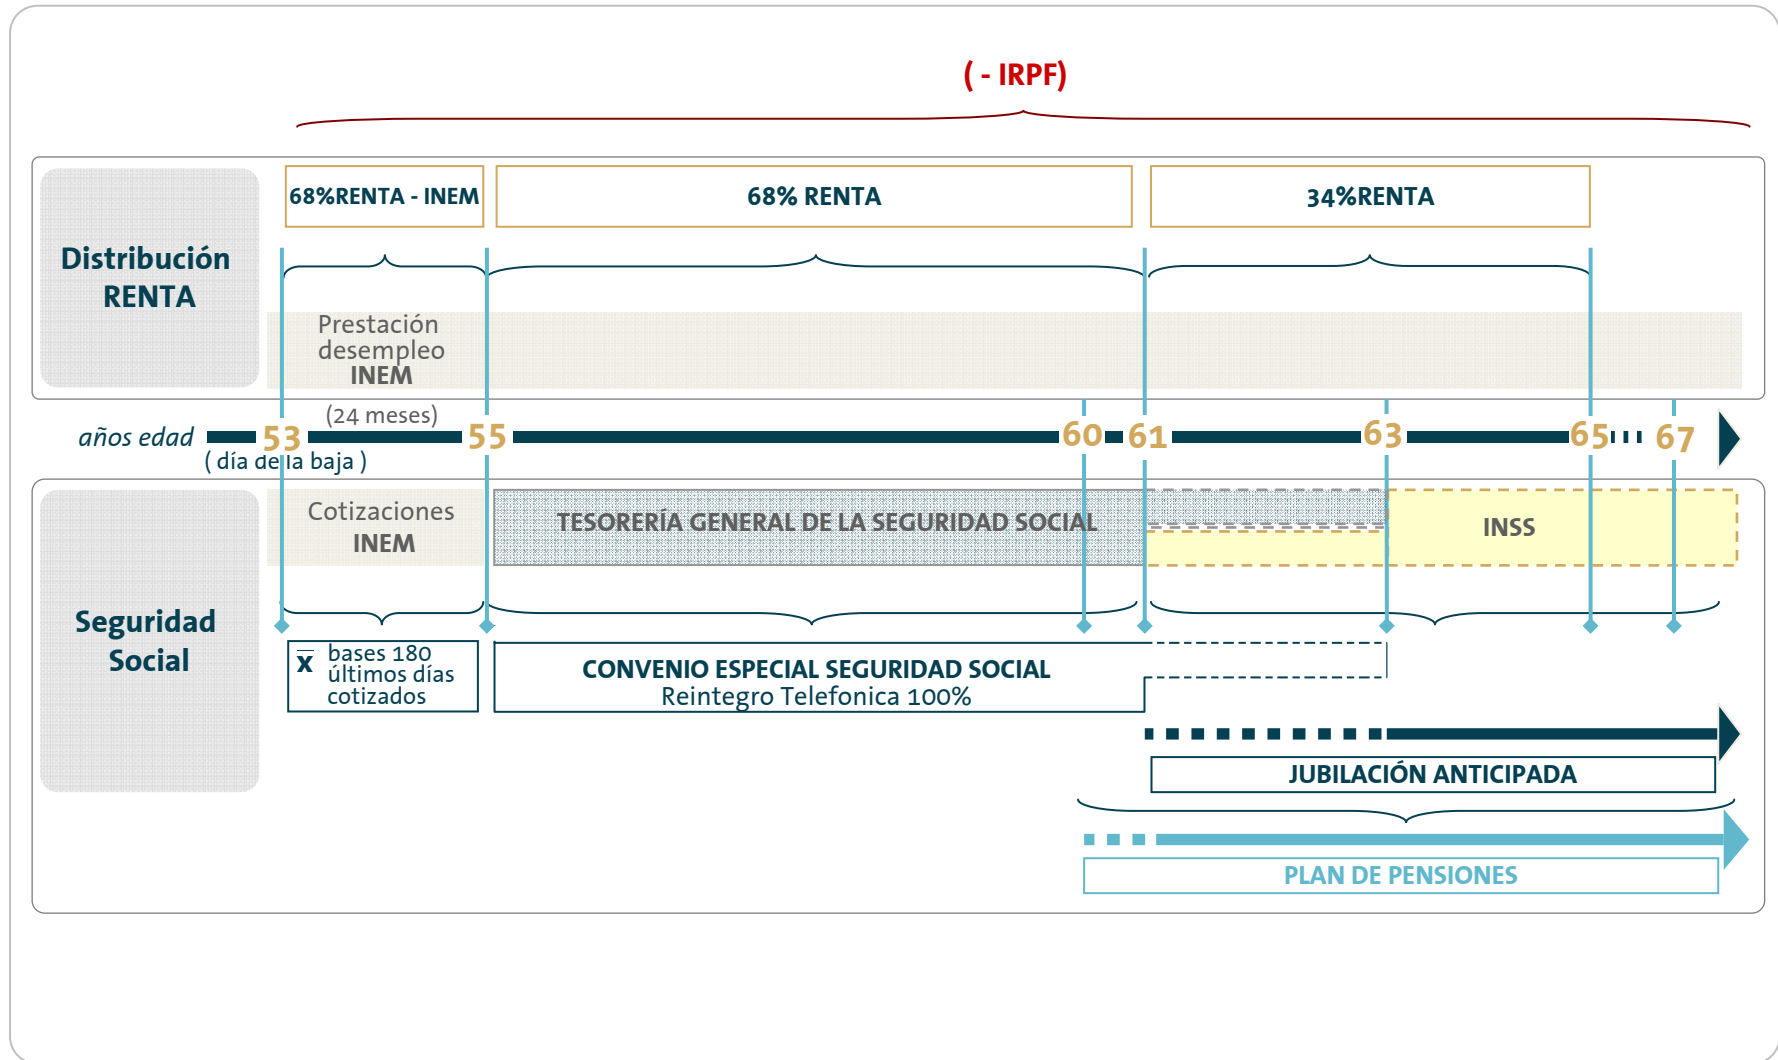 ( - IRPF)
68%RENTA - INEM
68% RENTA
34%RENTA
Distribución
RENTA
Prestación
desempleo
INEM
(24 meses)
años edad
53
55
60
61
63
65
67
( día de la baja )
Cotizaciones
INEM
TESORERÍA GENERAL DE LA SEGURIDAD SOCIAL
INSS
Seguridad
Social
x̅ bases 180
últimos días
cotizados
CONVENIO ESPECIAL SEGURIDAD SOCIAL
Reintegro Telefonica 100%
JUBILACIÓN ANTICIPADA
PLAN DE PENSIONES